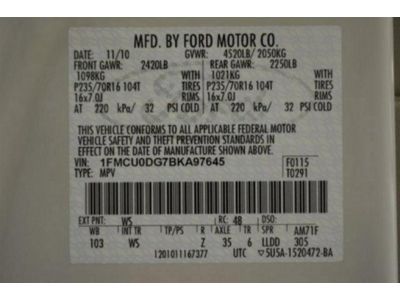 MFD. BY FORD MOTOR CO.
DATE: 11/10 GVWR: 4520LB/ 2050KG
FRONT GAWR: 2420LB REAR GAWR: 2250LB
1098KG WITH 1021KG WITH
P235/70R16 104T TIRES P235/70R16 104T TIRES
16x7.0J RIMS 16x7.0J RIMS
AT 220 kPa/ 32 PSI COLD AT 220 kPa/ 32 PSI COLD
THIS VEHICLE CONFORMS TO ALL APPLICABLE FEDERAL MOTOR
VEHICLE SAFETY AND THEFT PREVENTION STANDARDS IN
EFFECT ON THE DATE OF MANUFACTURE SHOWN ABOVE.
VIN: 1FMCU0DG7BKA97645 F0115
TYPE: MPV T0291
EXT PNT: WS RC: 48 DSO:
WB INT TR TP/PS R AXLE TR SPR AM71F
103 WS Z 35 6 LLDD 305
1201011167377 UTC 5U5A-1520472-BA